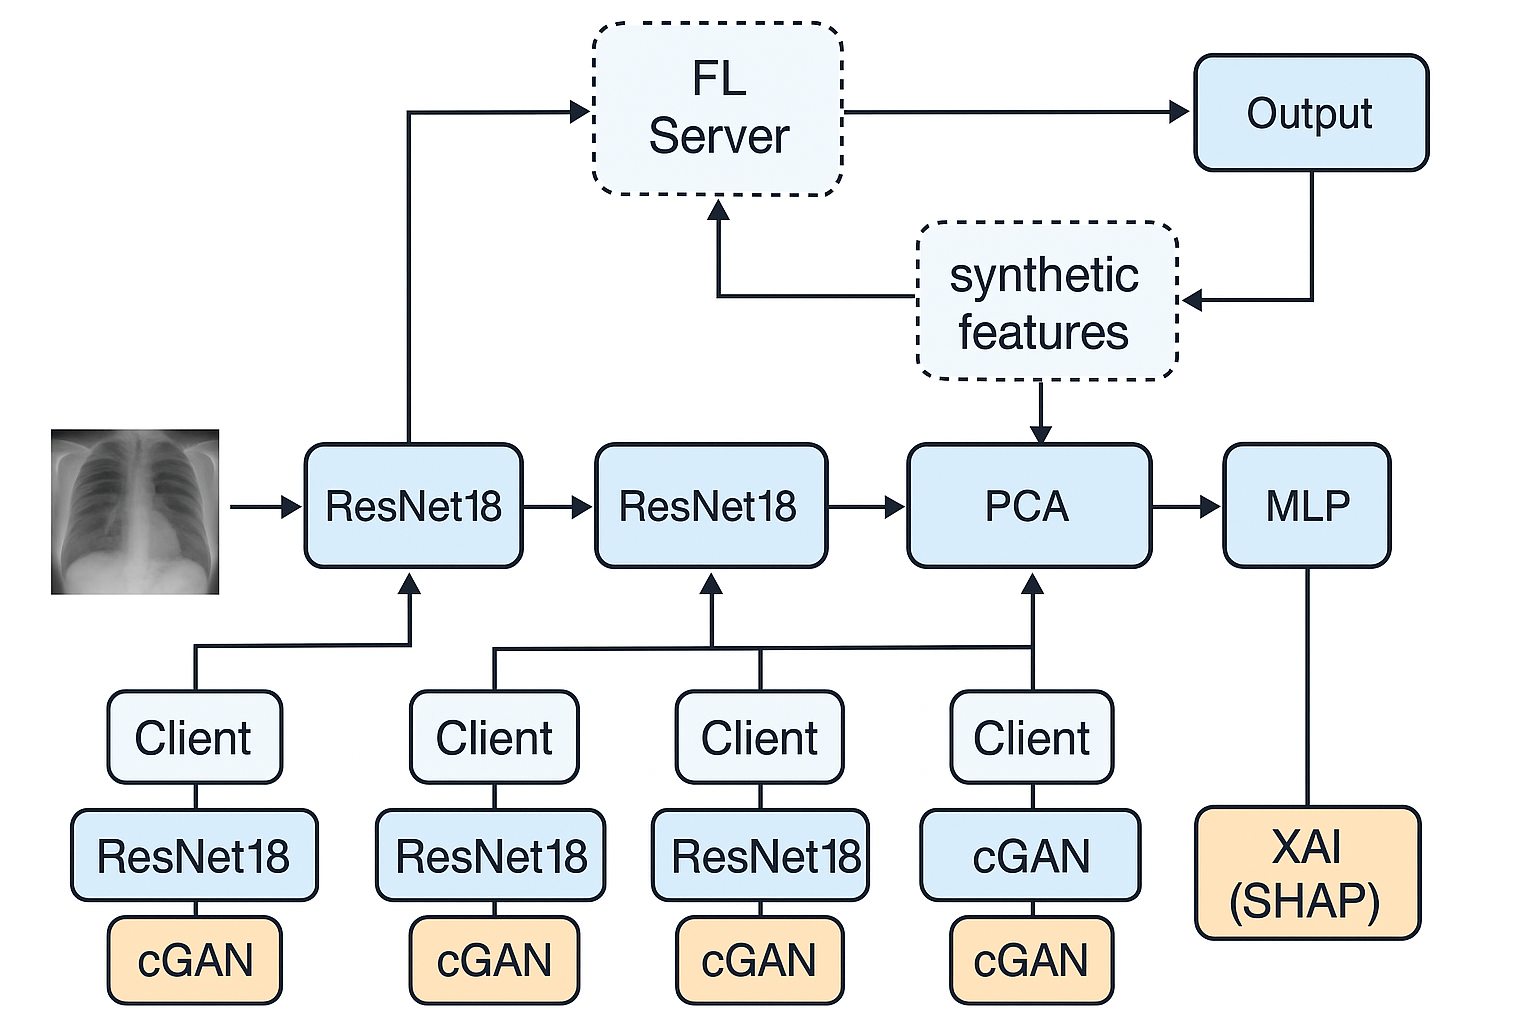 FL
Server
Output
synthetic
features
ResNet18
ResNet18
PCA
MLP
Client
Client
Client
Client
ResNet18
ResNet18
ResNet18
cGAN
XAI
(SHAP)
cGAN
cGAN
cGAN
cGAN